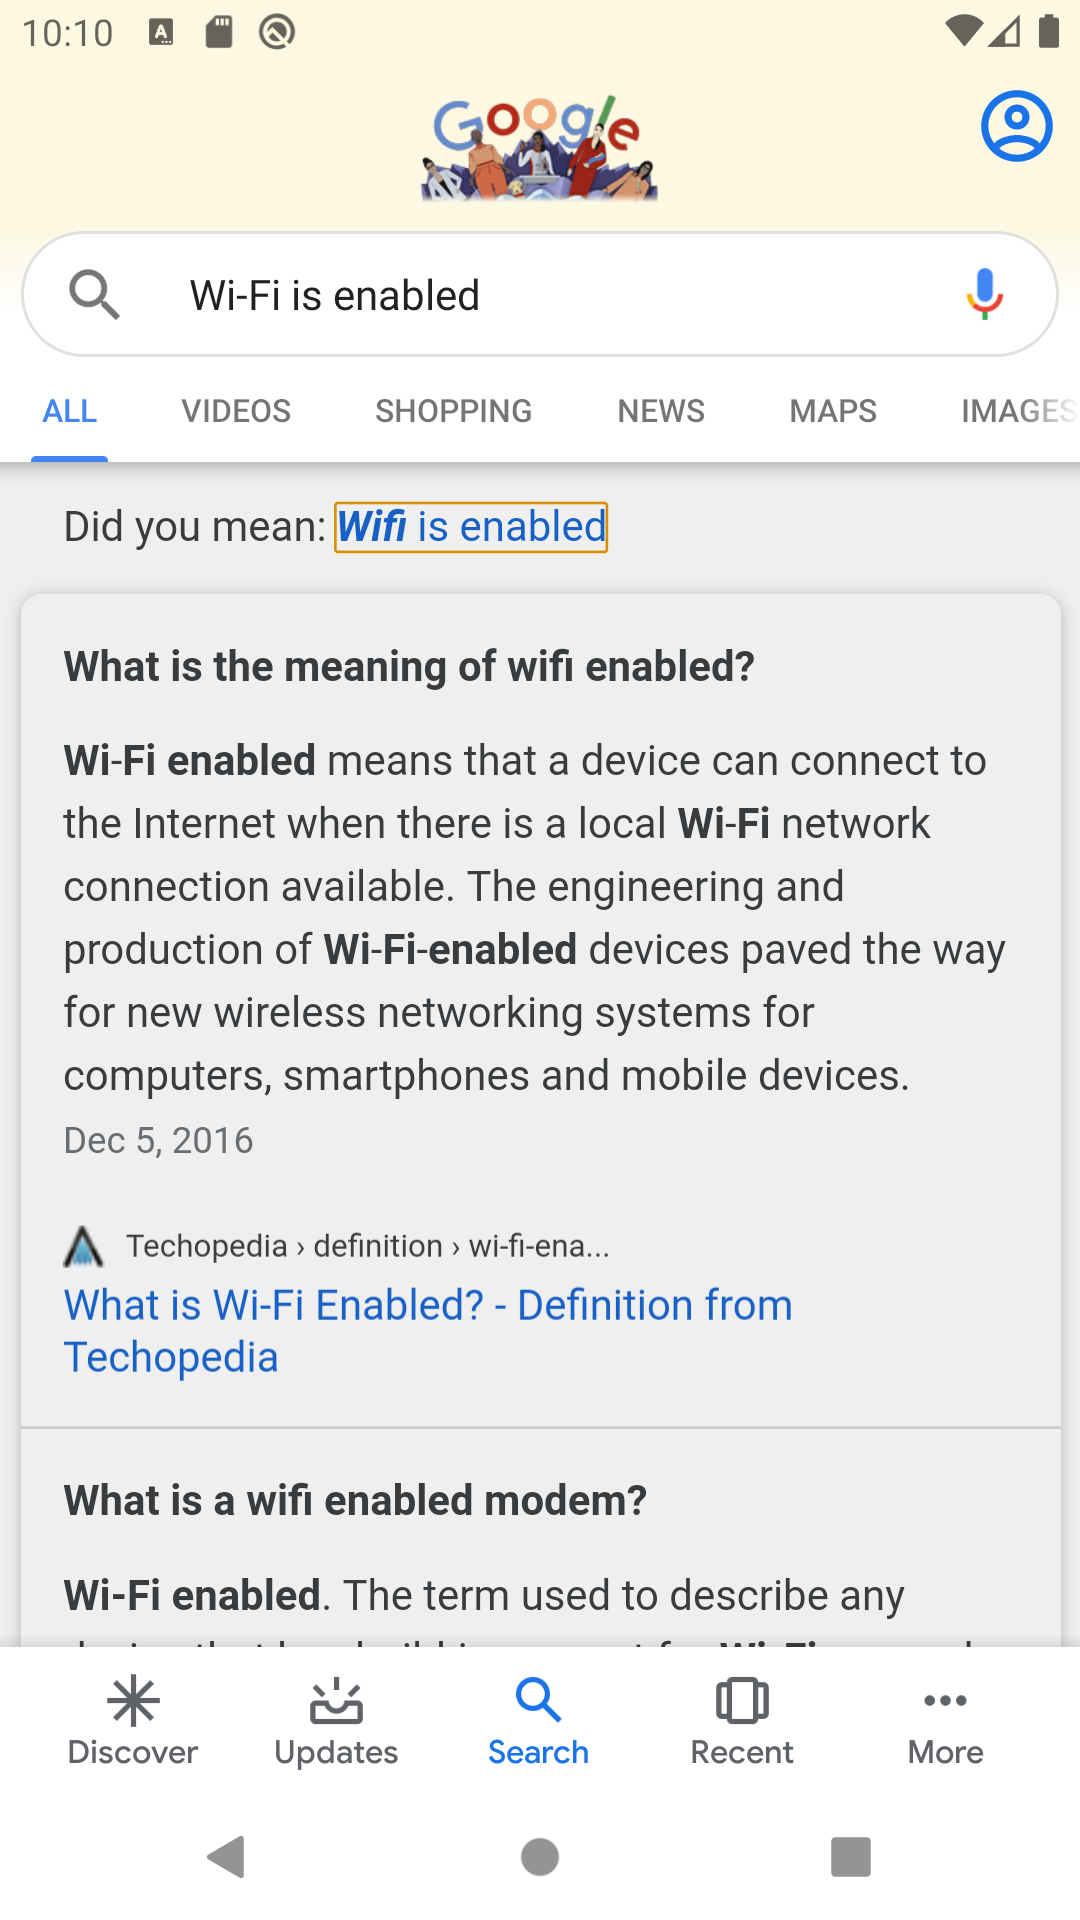 10:10
Google
Wi-Fi is enabled
ALL VIDEOS SHOPPING NEWS MAPS IMAGES
Did you mean: Wifi is enabled
What is the meaning of wifi enabled?
Wi-Fi enabled means that a device can connect to
the Internet when there is a local Wi-Fi network
connection available. The engineering and
production of Wi-Fi-enabled devices paved the way
for new wireless networking systems for
computers, smartphones and mobile devices.
Dec 5, 2016
Techopedia › definition › wi-fi-ena...
What is Wi-Fi Enabled? - Definition from
Techopedia
What is a wifi enabled modem?
Wi-Fi enabled. The term used to describe any
Discover Updates Search Recent More